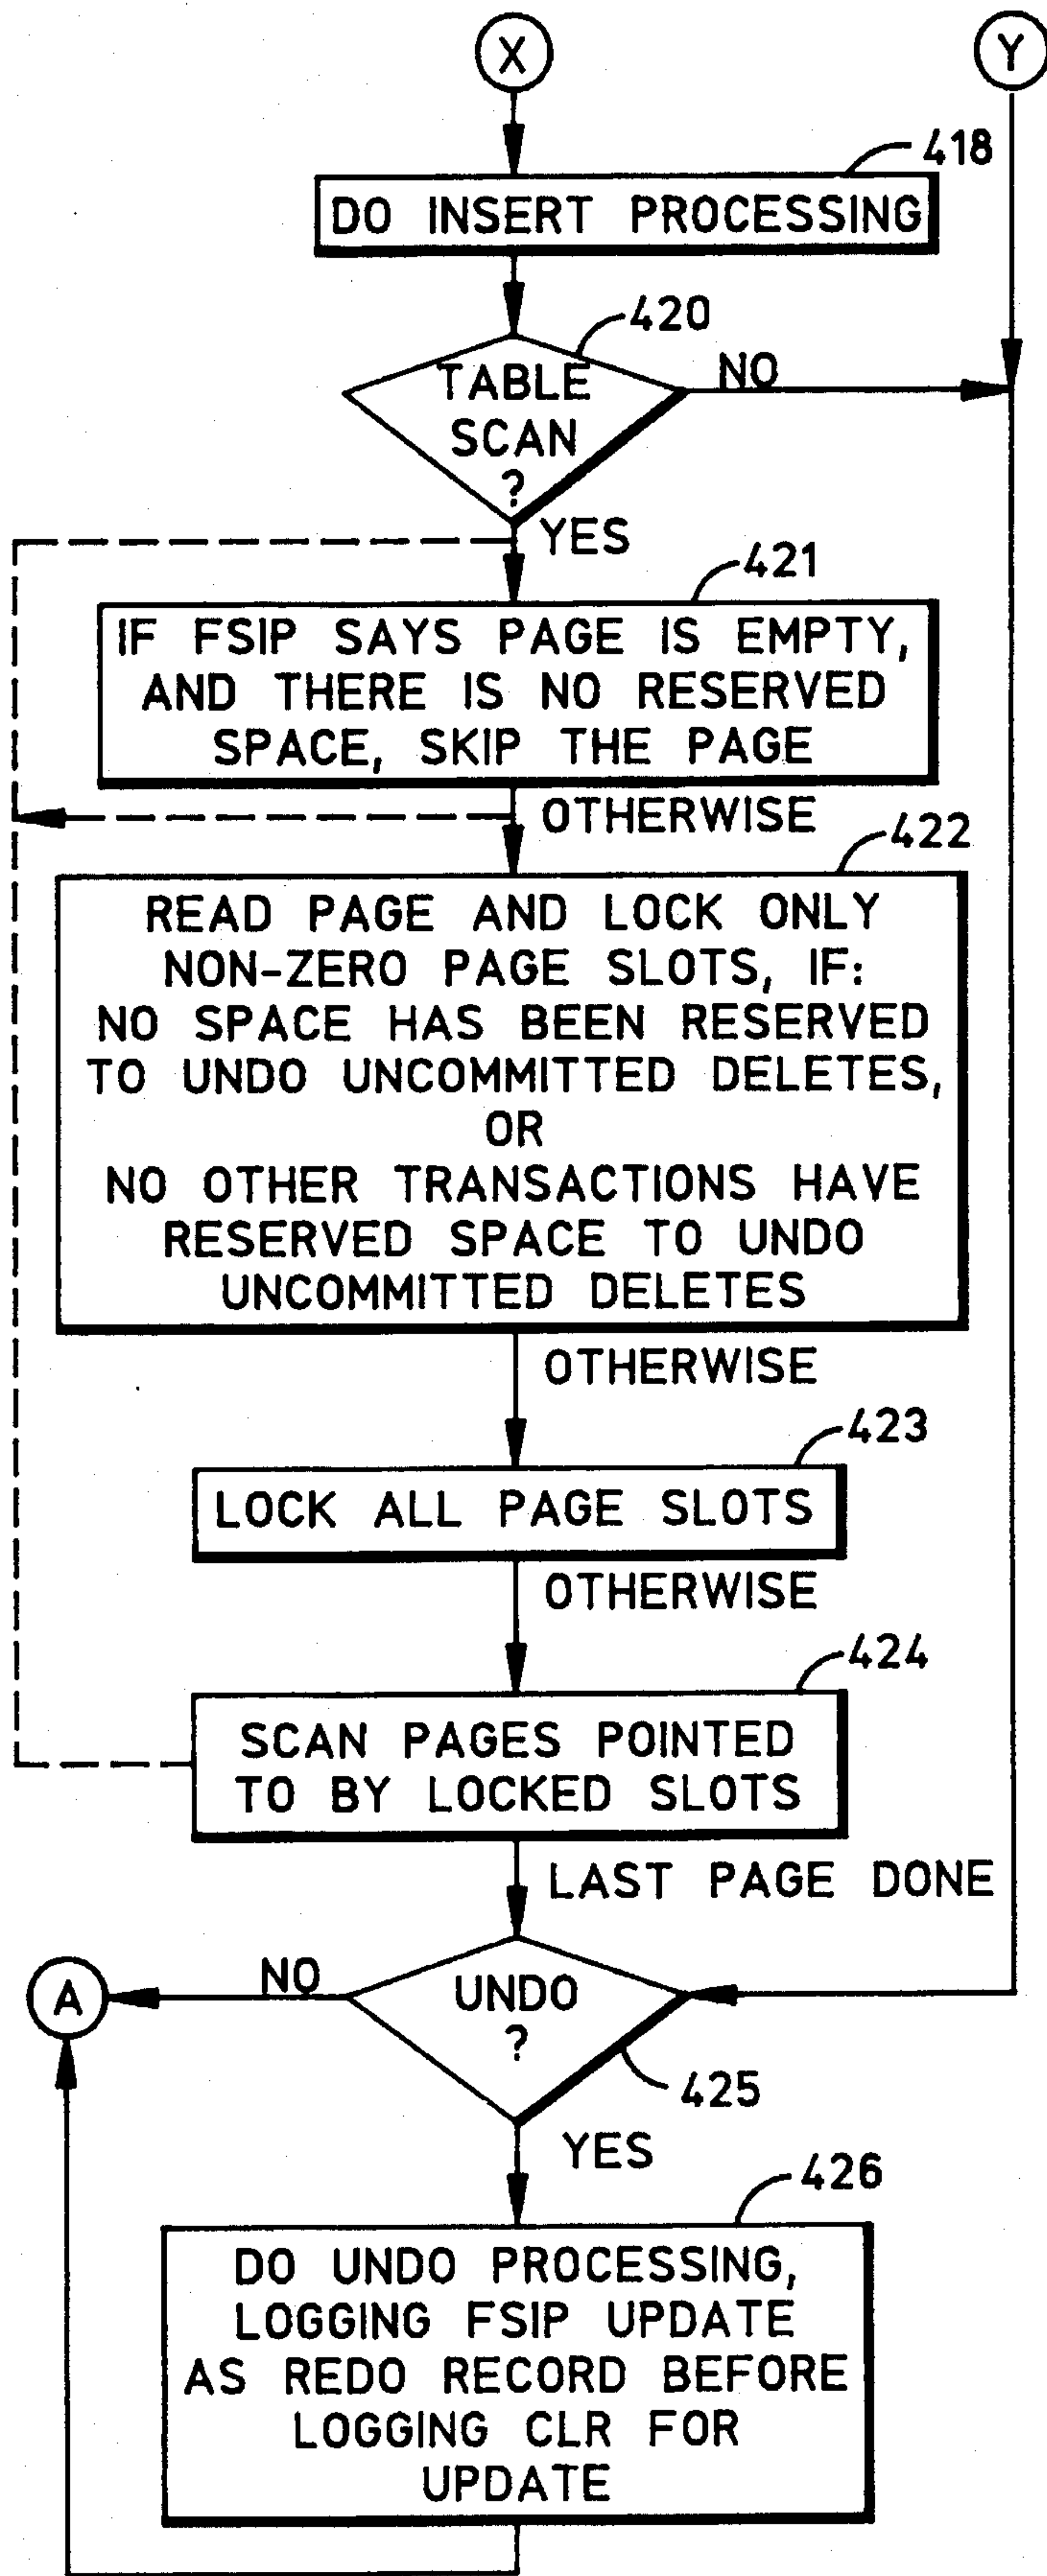 X
Y
418
DO INSERT PROCESSING
420
TABLE
SCAN
?
NO
YES
421
IF FSIP SAYS PAGE IS EMPTY,
AND THERE IS NO RESERVED
SPACE, SKIP THE PAGE
OTHERWISE
422
READ PAGE AND LOCK ONLY
NON-ZERO PAGE SLOTS, IF:
NO SPACE HAS BEEN RESERVED
TO UNDO UNCOMMITTED DELETES,
OR
NO OTHER TRANSACTIONS HAVE
RESERVED SPACE TO UNDO
UNCOMMITTED DELETES
OTHERWISE
423
LOCK ALL PAGE SLOTS
OTHERWISE
424
SCAN PAGES POINTED
TO BY LOCKED SLOTS
LAST PAGE DONE
A
NO
UNDO
?
425
YES
426
DO UNDO PROCESSING,
LOGGING FSIP UPDATE
AS REDO RECORD BEFORE
LOGGING CLR FOR
UPDATE